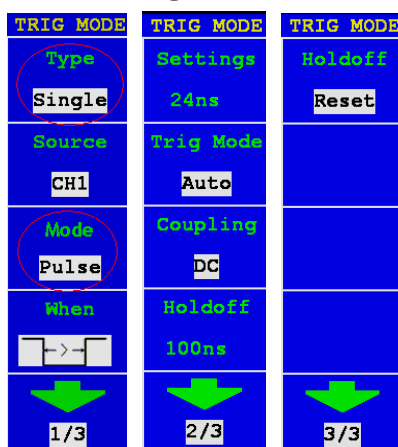 TRIG MODE
Type
Single
Source
CH1
Mode
Pulse
When
>
1/3
TRIG MODE
Settings
24ns
Trig Mode
Auto
Coupling
DC
Holdoff
100ns
2/3
TRIG MODE
Holdoff
Reset
3/3